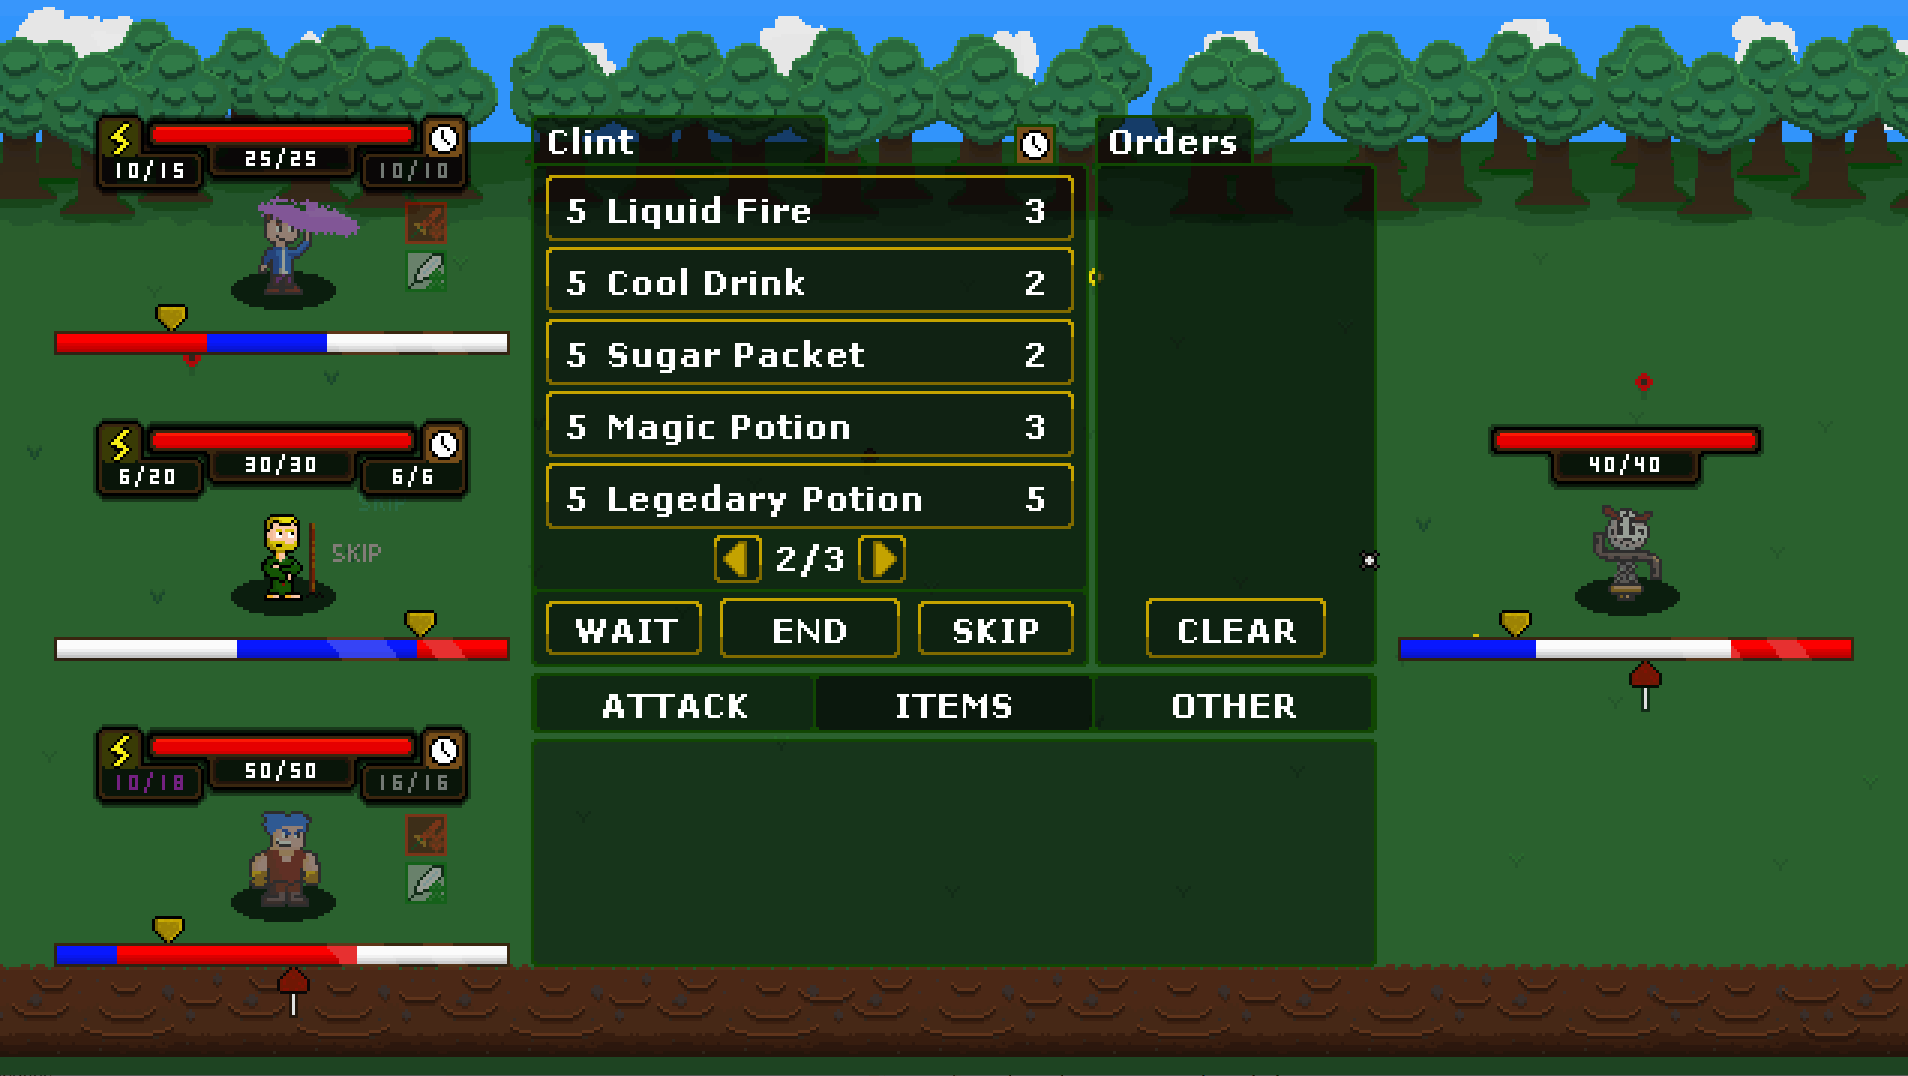 Clint
Orders
10/15
25/25
10/10
5 Liquid Fire 3
5 Cool Drink 2
5 Sugar Packet 2
5 Magic Potion 3
5 Legedary Potion 5
2/3
WAIT
END
SKIP
CLEAR
ATTACK
ITEMS
OTHER
6/20
30/30
6/6
SKIP
SKIP
10/18
50/50
16/16
40/40